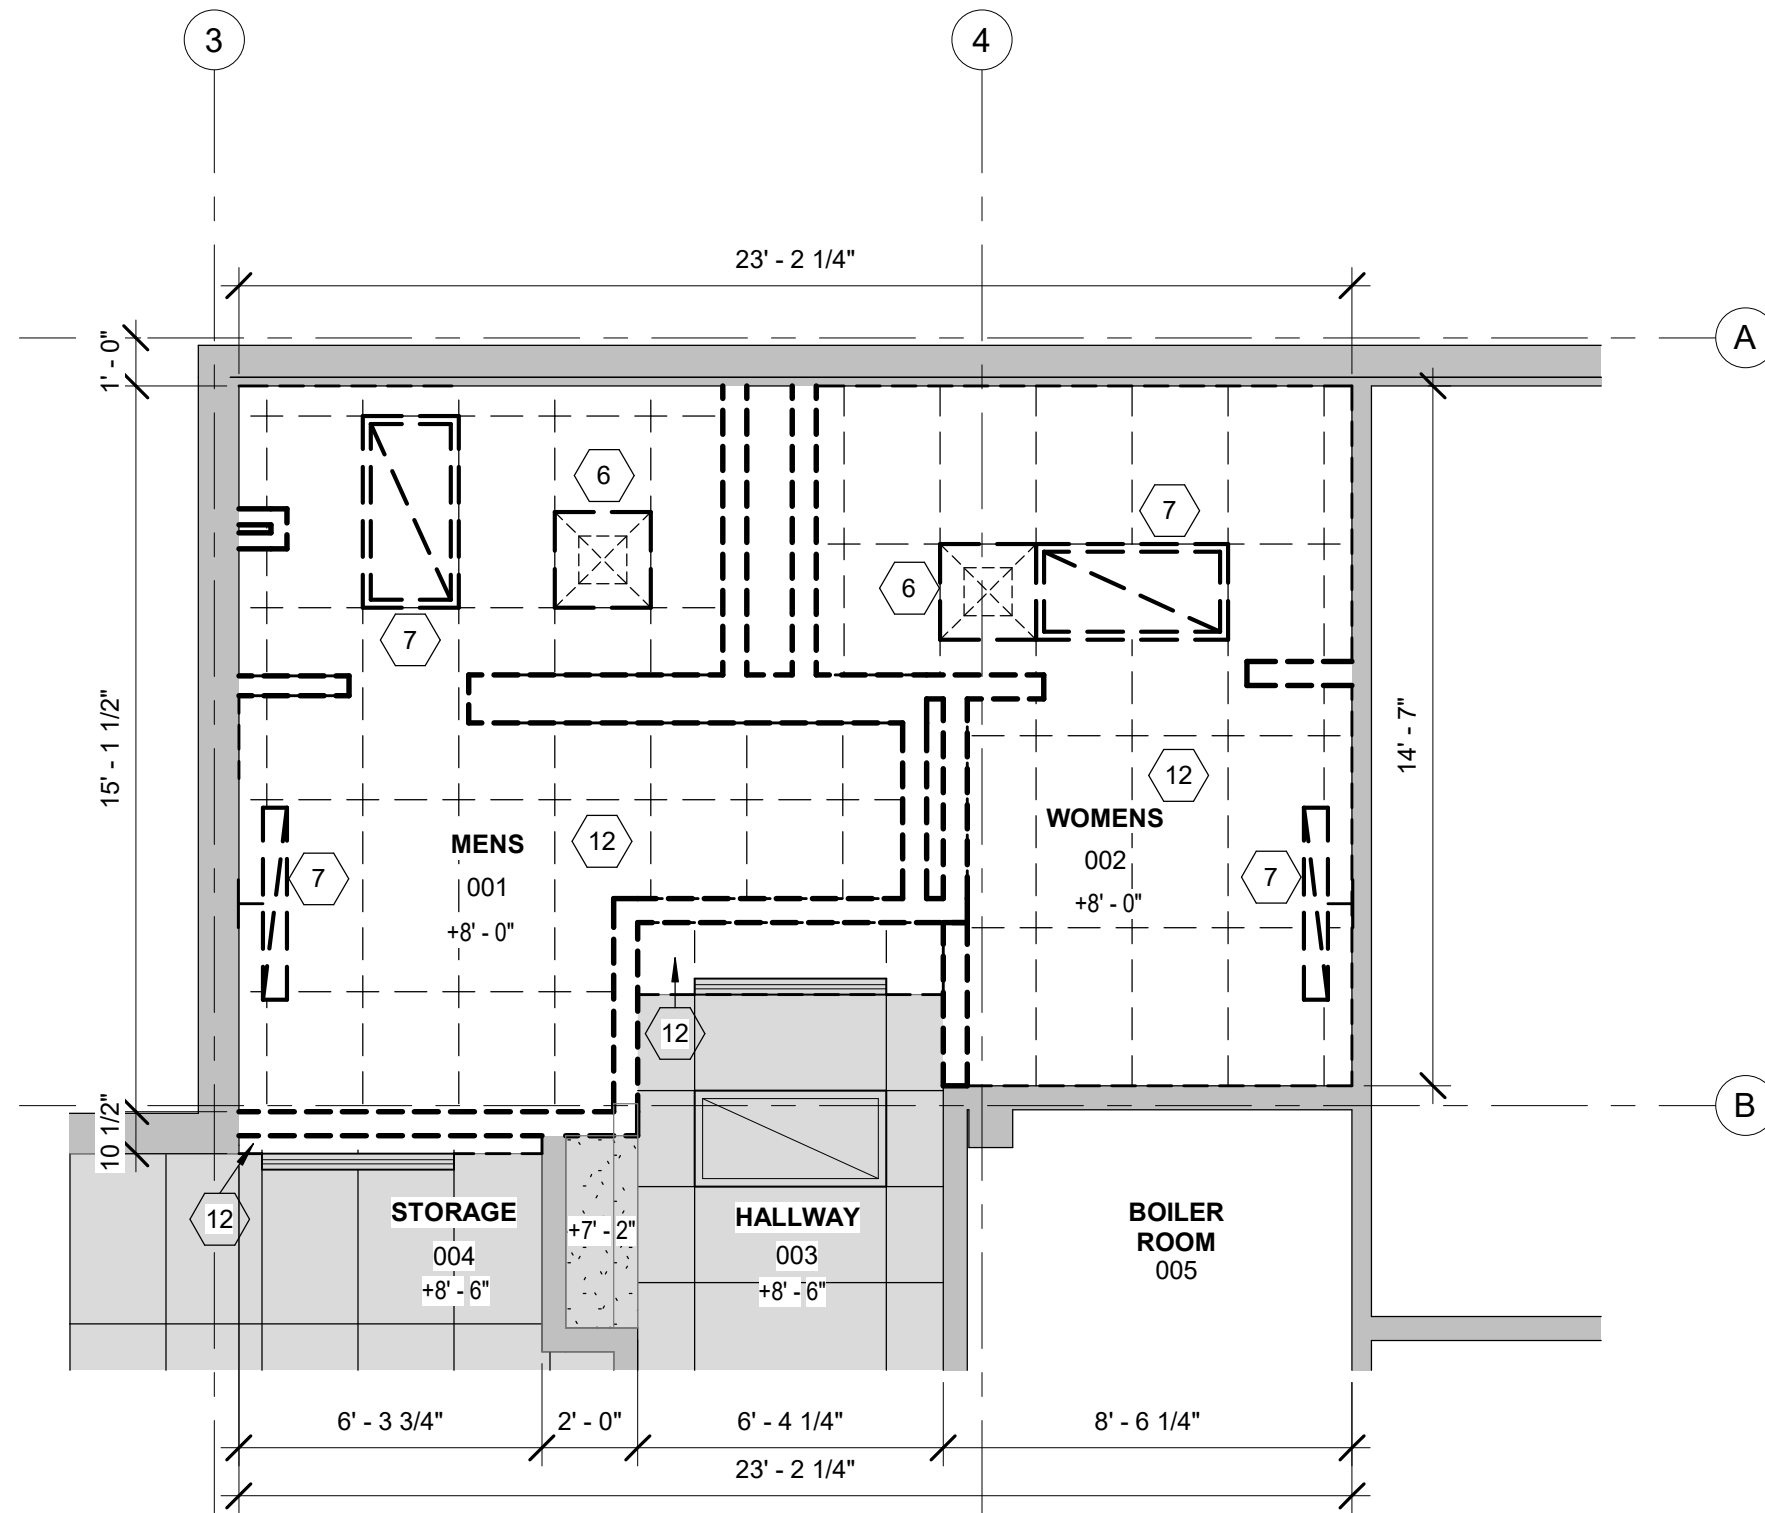 3
4
23' - 2 1/4"
A
1' - 0"
6
7
6
7
15' - 1 1/2"
14' - 7"
12
WOMENS
002
+8' - 0"
12
MENS
001
+8' - 0"
7
7
12
B
10 1/2"
12
STORAGE
004
+8' - 6"
+7' - 2"
HALLWAY
003
+8' - 6"
BOILER
ROOM
005
6' - 3 3/4"
2' - 0"
6' - 4 1/4"
8' - 6 1/4"
23' - 2 1/4"